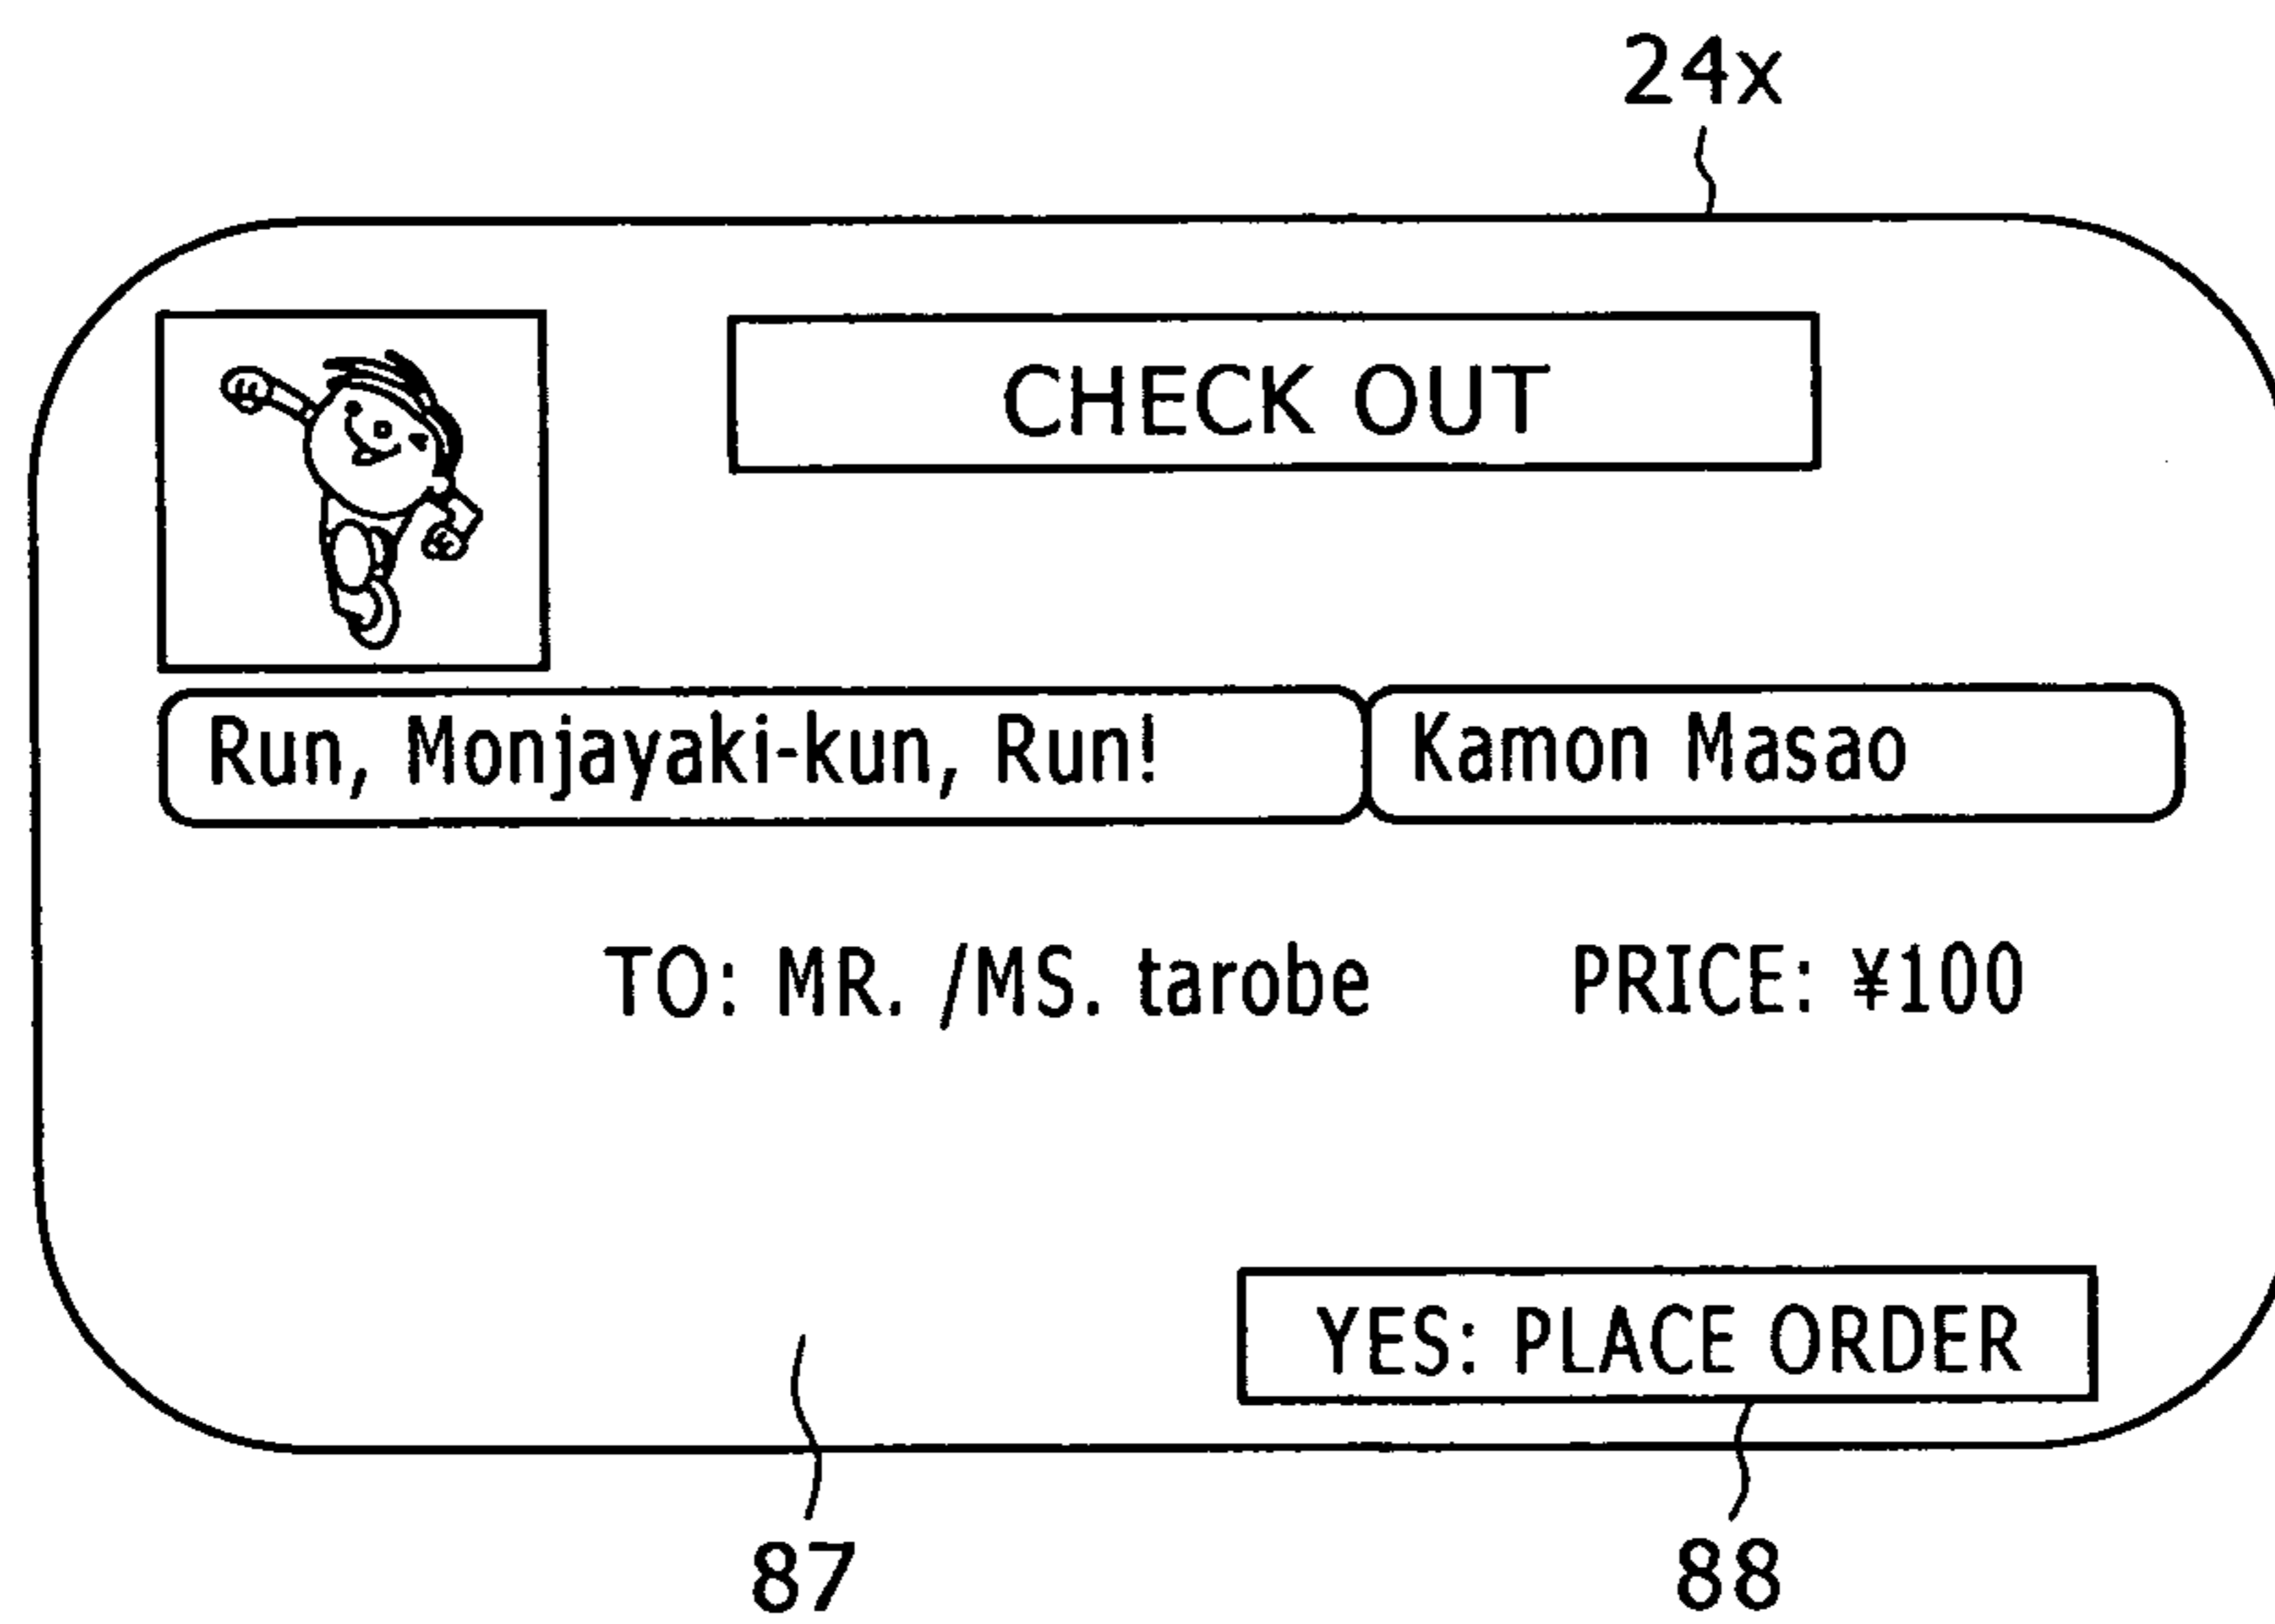 24x
CHECK OUT
Run, Monjayaki-kun, Run! Kamon Masao
TO: MR. /MS. tarobe PRICE: ¥100
YES: PLACE ORDER
87 88